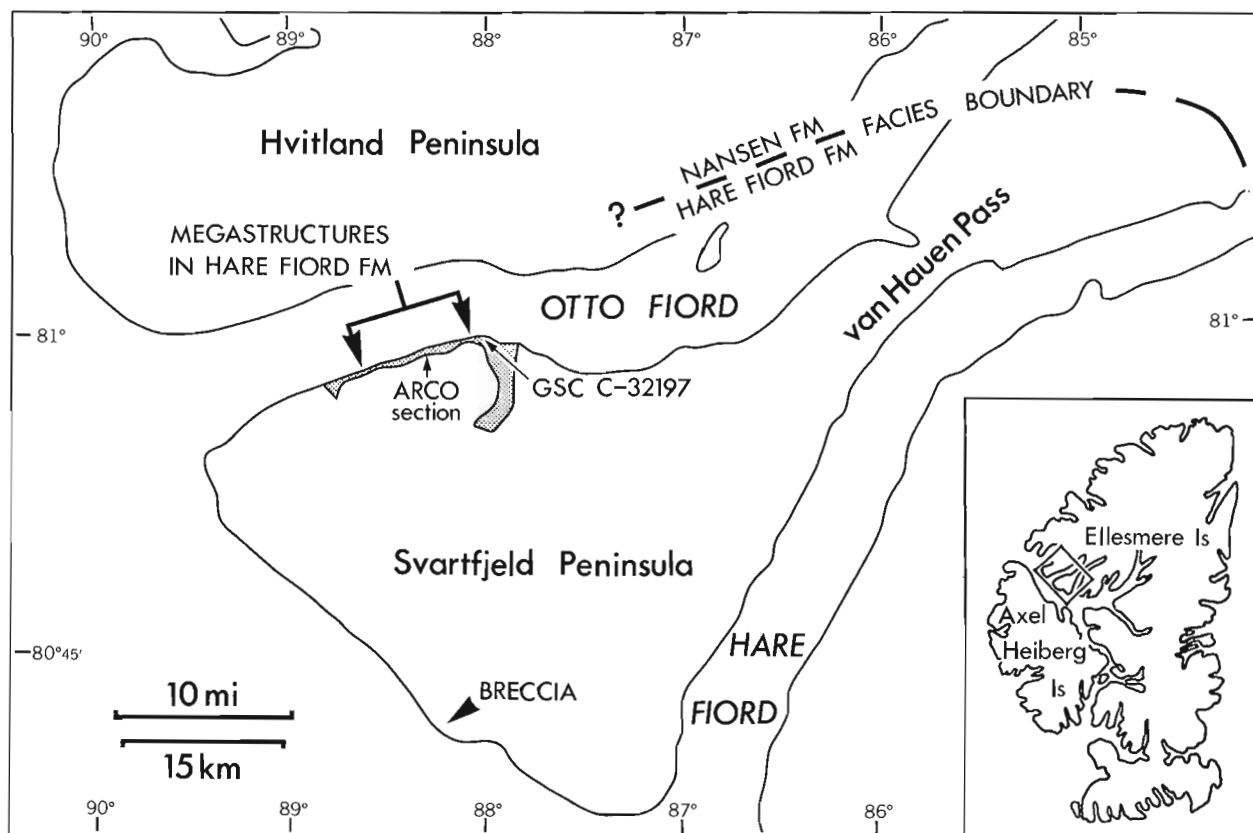 90°
89°
88°
87°
86°
85°
Hvitland Peninsula
NANSEN FM
HARE FIORD FM
FACIES BOUNDARY
?
MEGASTRUCTURES
IN HARE FIORD FM
van Hauen Pass
OTTO FIORD
81°
81°
ARCO
section
GSC C-32197
Svartfjeld Peninsula
Ellesmere Is
Axel
Heiberg
Is
80°45'
HARE
FIORD
BRECCIA
10 mi
15 km
90°
89°
88°
87°
86°